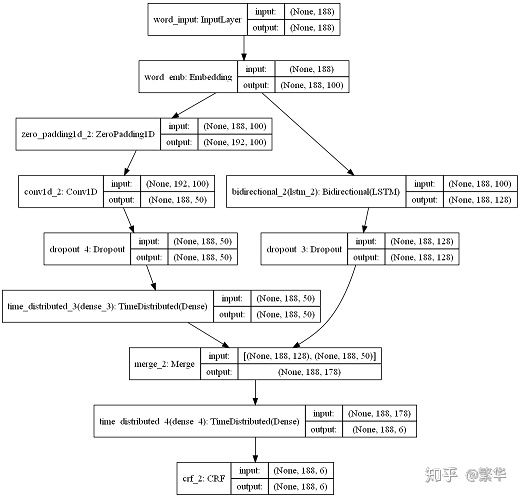 word_input: InputLayer
input: (None, 188)
output: (None, 188)
word_emb: Embedding
input: (None, 188)
output: (None, 188, 100)
zero_padding1d_2: ZeroPadding1D
input: (None, 188, 100)
output: (None, 192, 100)
conv1d_2: Conv1D
input: (None, 192, 100)
output: (None, 188, 50)
bidirectional_2(lstm_2): Bidirectional(LSTM)
input: (None, 188, 100)
output: (None, 188, 128)
dropout_4: Dropout
input: (None, 188, 50)
output: (None, 188, 50)
dropout_3: Dropout
input: (None, 188, 128)
output: (None, 188, 128)
time_distributed_3(dense_3): TimeDistributed(Dense)
input: (None, 188, 50)
output: (None, 188, 50)
merge_2: Merge
input: [(None, 188, 128), (None, 188, 50)]
output: (None, 188, 178)
time_distributed_4(dense_4): TimeDistributed(Dense)
input: (None, 188, 178)
output: (None, 188, 6)
crf_2: CRF
input: (None, 188, 6)
output: (None, 188, 6)
知乎 @繁华